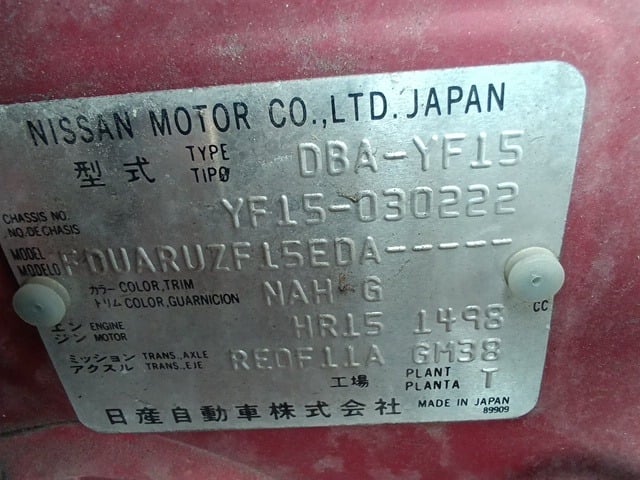 NISSAN MOTOR CO.,LTD. JAPAN
型式 TYPE TIPO DBA-YF15
CHASSIS NO. NO.DE CHASIS YF15-030222
MODEL MODELO FDUARUZF15EDA-----
カラー COLOR,TRIM トリム COLOR,GUARNICION NAH G
エンジン ENGINE MOTOR HR15 1498 CC
ミッション TRANS.,AXLE アクスル TRANS.,EJE RE0F11A GM38
工場 PLANT PLANTA T
日産自動車株式会社 MADE IN JAPAN
89909